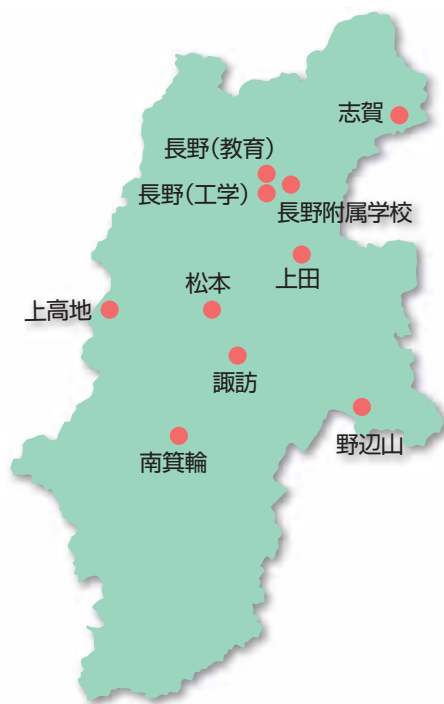 志賀
長野（教育）
長野（工学）
長野附属学校
上田
松本
上高地
諏訪
野辺山
南箕輪